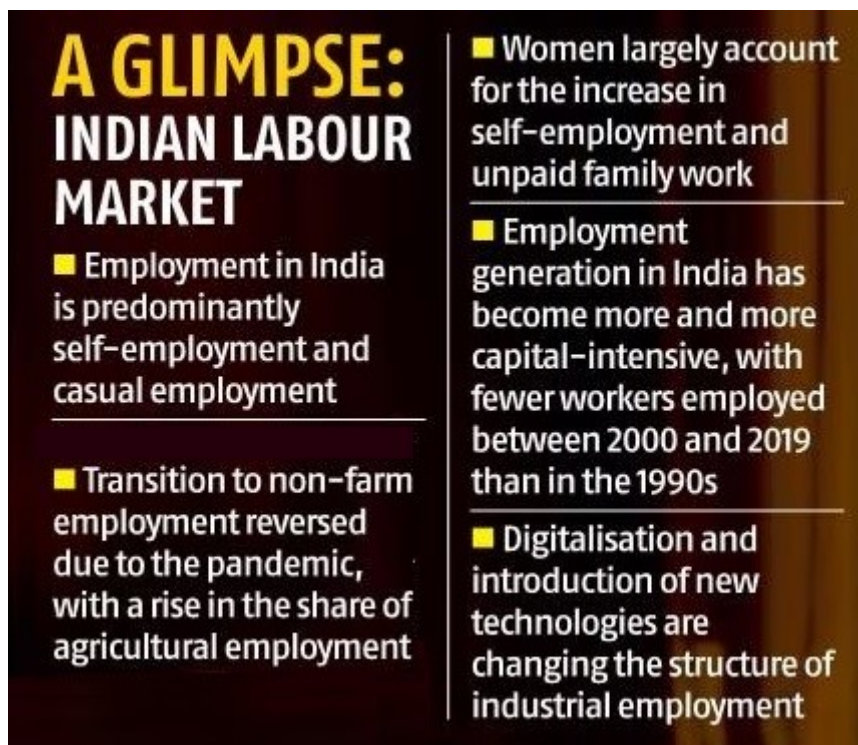 A GLIMPSE:
INDIAN LABOUR
MARKET
■ Employment in India
is predominantly
self-employment and
casual employment
■ Transition to non-farm
employment reversed
due to the pandemic,
with a rise in the share of
agricultural employment
■ Women largely account
for the increase in
self-employment and
unpaid family work
■ Employment
generation in India has
become more and more
capital-intensive, with
fewer workers employed
between 2000 and 2019
than in the 1990s
■ Digitalisation and
introduction of new
technologies are
changing the structure of
industrial employment